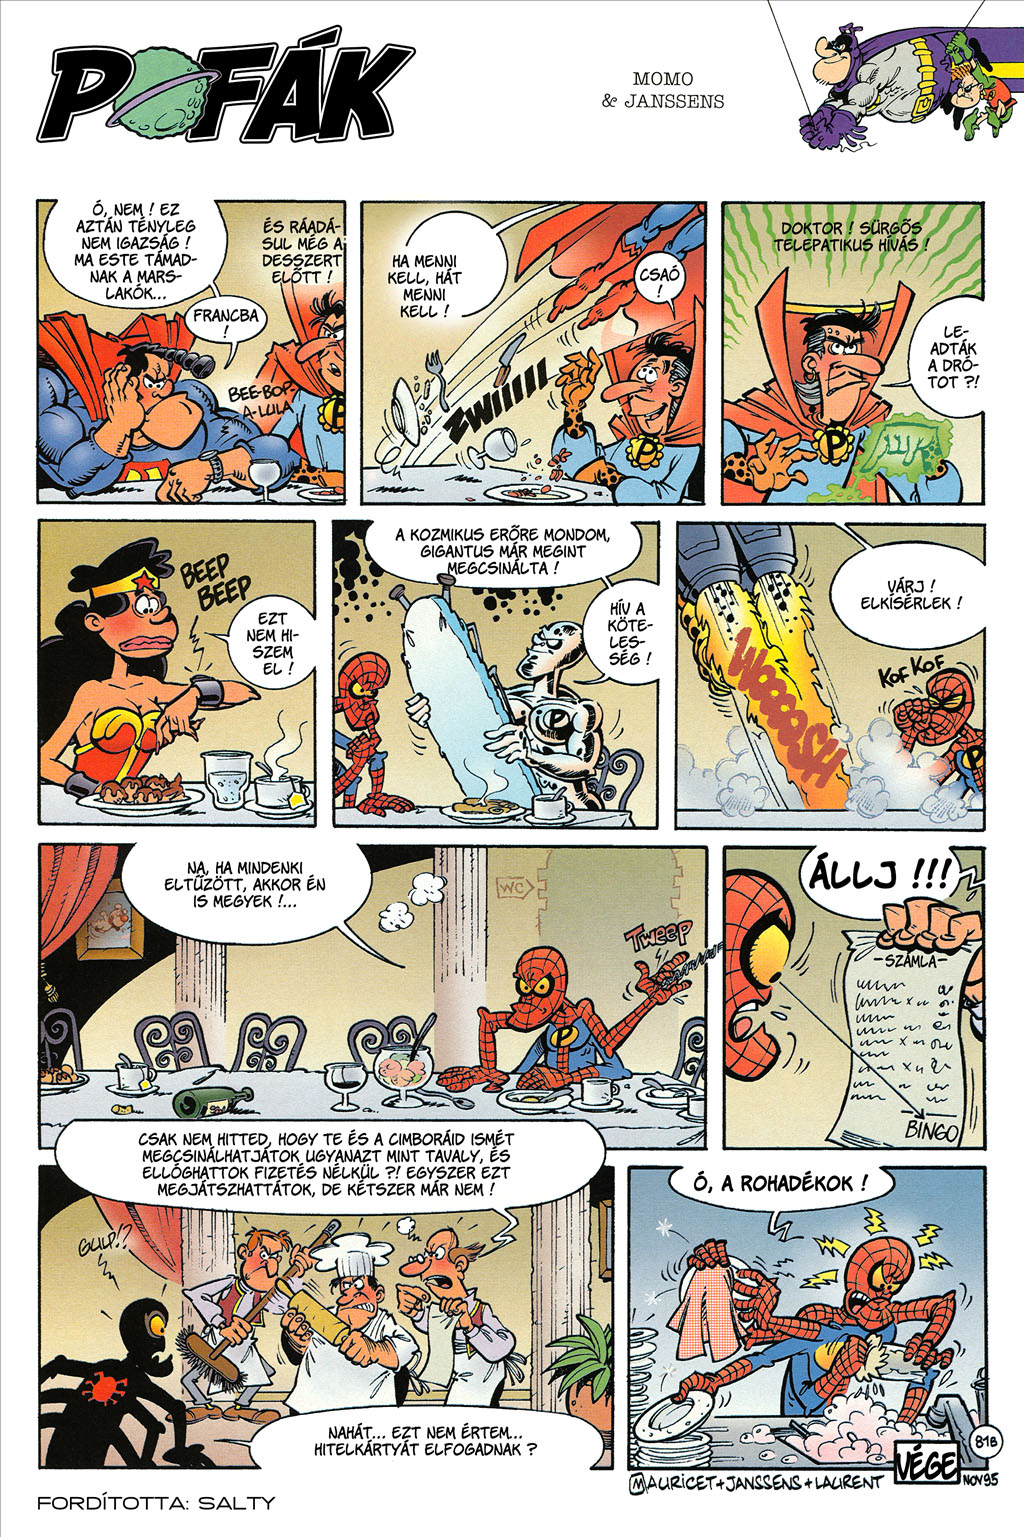 POFÁK
MOMO
& JANSSENS
Ó, NEM ! EZ
AZTÁN TÉNYLEG
NEM IGAZSÁG !
MA ESTE TÁMAD-
NAK A MARS-
LAKÓK...
FRANCBA
!
ÉS RÁADÁ-
SUL MÉG A
DESSZERT
ELŐTT !
BEE-BOP-
A-LULA
P
HA MENNI
KELL, HÁT
MENNI
KELL !
CSAÓ
!
ZWIIIII
P
DOKTOR ! SÜRGŐS
TELEPATIKUS HÍVÁS !
LE-
ADTÁK
A DRÓ-
TOT ?!
P
BEEP
BEEP
EZT
NEM HI-
SZEM
EL !
A KOZMIKUS ERŐRE MONDOM,
GIGANTUS MÁR MEGINT
MEGCSINÁLTA !
HÍV A
KÖTE-
LES-
SÉG !
P
VÁRJ !
ELKÍSÉRLEK !
WOOOOSH
KOF KOF
P
NA, HA MINDENKI
ELTŰZÖTT, AKKOR ÉN
IS MEGYEK !...
WC
TWEEP
P
ÁLLJ !!!
-SZÁMLA-
BINGO
CSAK NEM HITTED, HOGY TE ÉS A CIMBORÁID ISMÉT
MEGCSINÁLHATJÁTOK UGYANAZT MINT TAVALY, ÉS
ELLÓGHATTOK FIZETÉS NÉLKÜL ?! EGYSZER EZT
MEGJÁTSZHATTÁTOK, DE KÉTSZER MÁR NEM !
GULP!?
NAHÁT... EZT NEM ÉRTEM...
HITELKÁRTYÁT ELFOGADNAK ?
Ó, A ROHADÉKOK !
81B
VÉGE
MAURICET+JANSSENS+LAURENT
NOV95
FORDÍTOTTA: SALTY